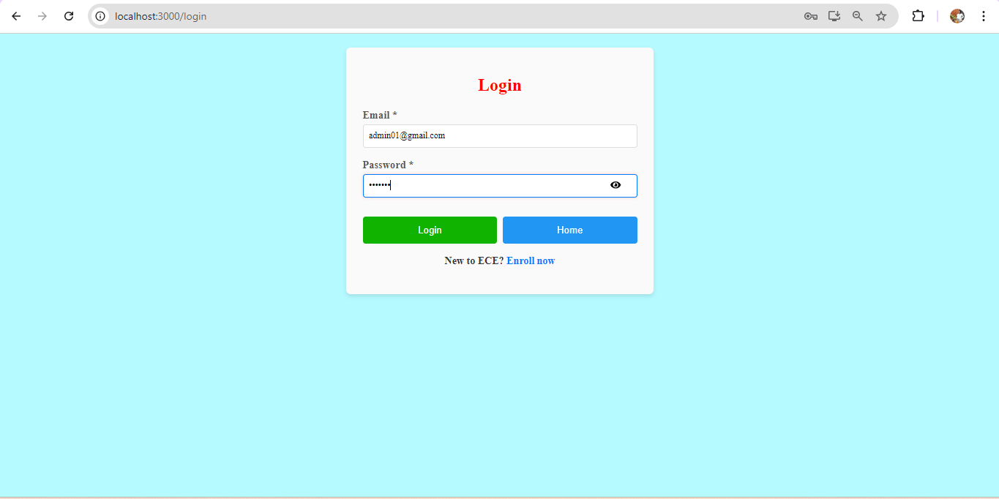 localhost:3000/login
Login
Email *
admin01@gmail.com
Password *
•••••••
Login Home
New to ECE? Enroll now